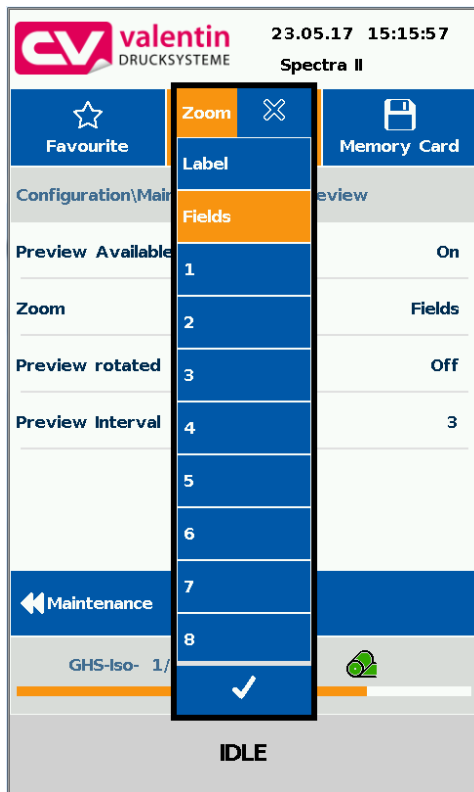 valentin
DRUCKSYSTEME
23.05.17 15:15:57
Spectra II
Favourite
Zoom
Memory Card
Label
Configuration\Mai
eview
Fields
Preview Available
On
1
Zoom
Fields
2
Preview rotated
Off
3
Preview Interval
3
4
5
6
Maintenance
7
8
GHS-Iso- 1/
IDLE